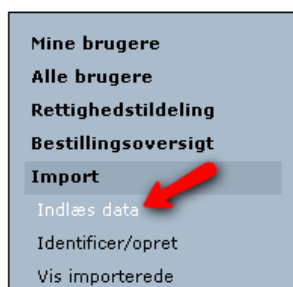 Mine brugere
Alle brugere
Rettighedstildeling
Bestillingsoversigt
Import
Indlæs data
Identificer/opret
Vis importerede